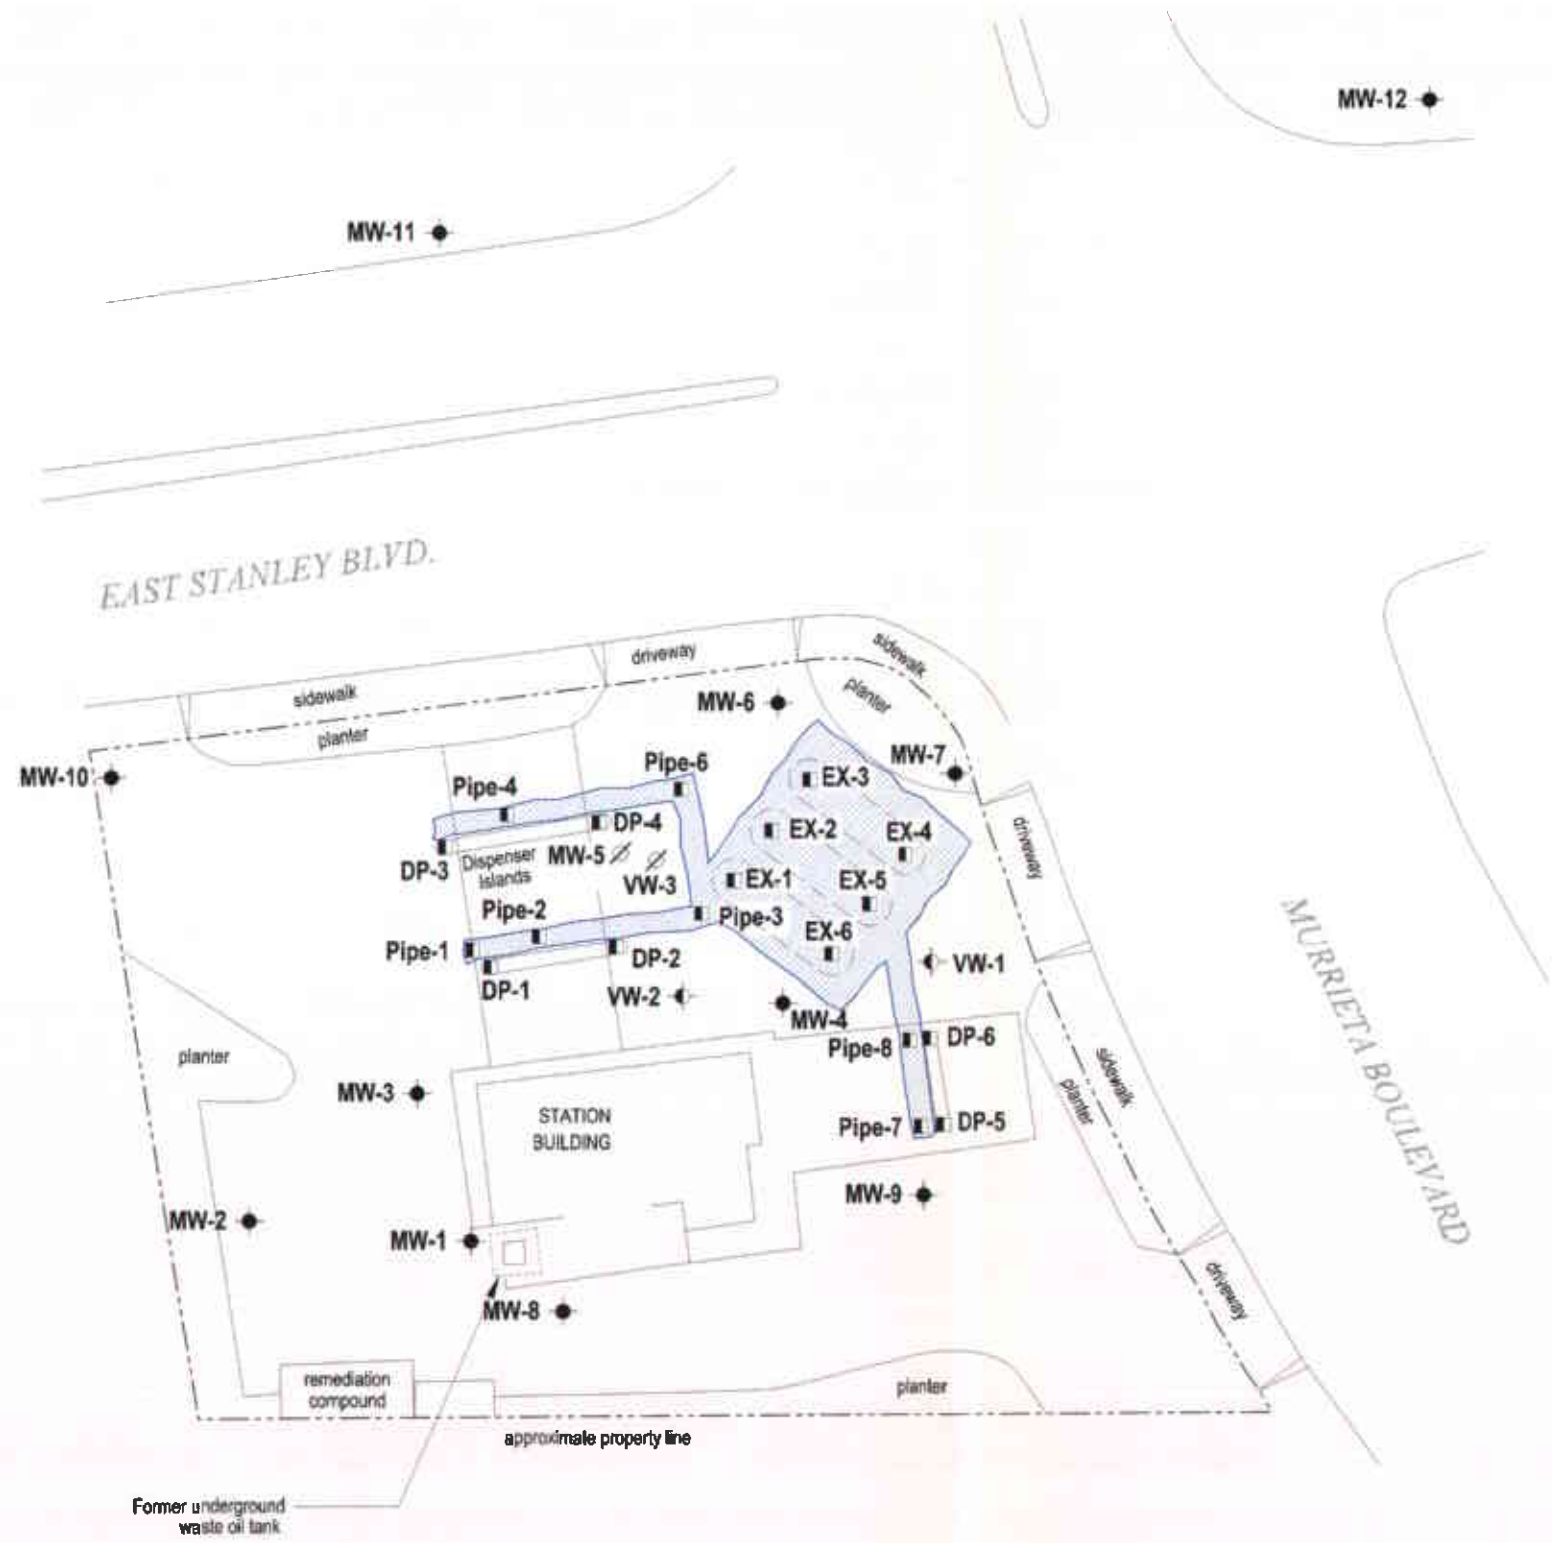 MW-12
MW-11
EAST STANLEY BLVD.
driveway
sidewalk
sidewalk
planter
MW-6
planter
MW-10
Pipe-6
MW-7
Pipe-4
EX-3
DP-4
EX-2
EX-4
driveway
DP-3
Dispenser
Islands
MW-5
VW-3
EX-1
EX-5
Pipe-2
Pipe-3
EX-6
Pipe-1
DP-2
VW-1
DP-1
VW-2
MW-4
MURRIETA BOULEVARD
planter
Pipe-8
DP-6
sidewalk
planter
MW-3
STATION
BUILDING
Pipe-7
DP-5
MW-9
MW-2
MW-1
driveway
MW-8
remediation
compound
planter
approximate property line
Former underground
waste oil tank